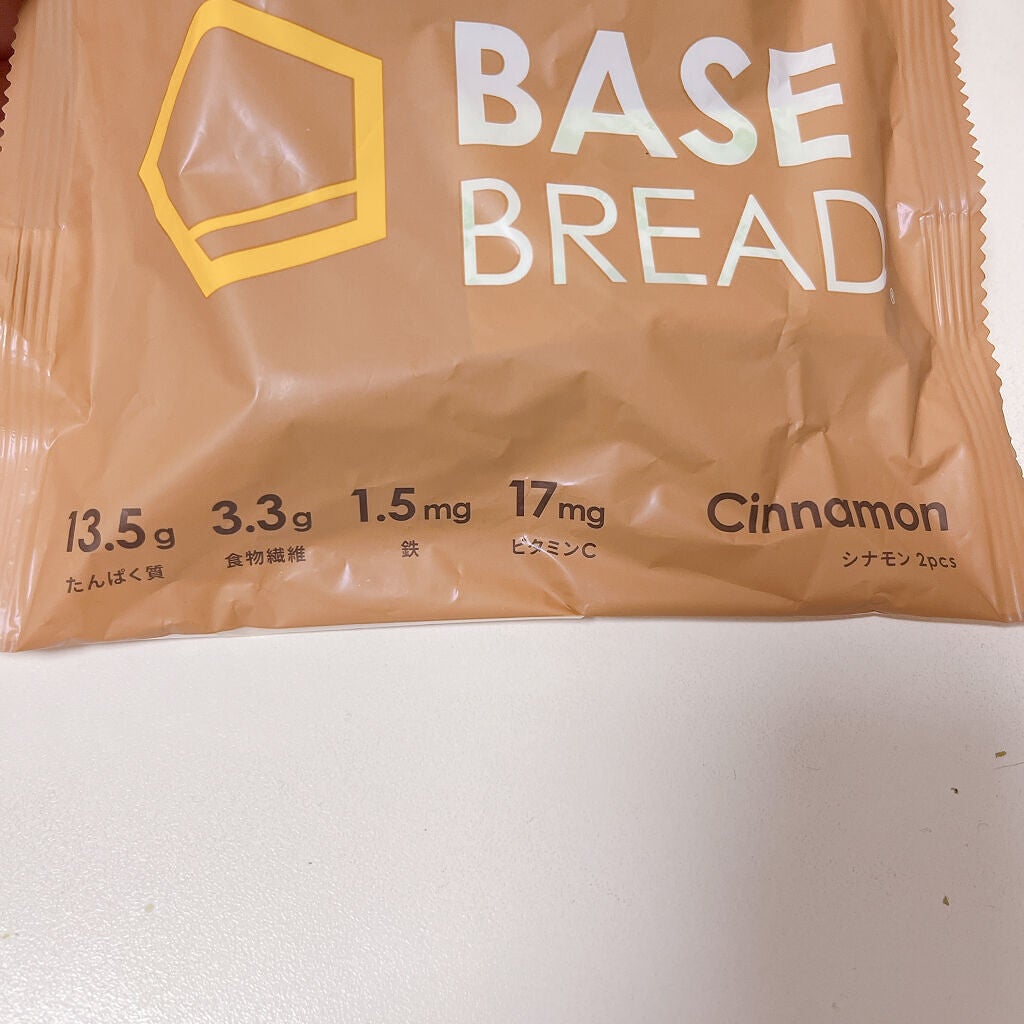 BASE
BREAD®
13.5g 3.3g 1.5mg 17mg Cinnamon
たんぱく質 食物繊維 鉄 ビタミンC シナモン 2pcs